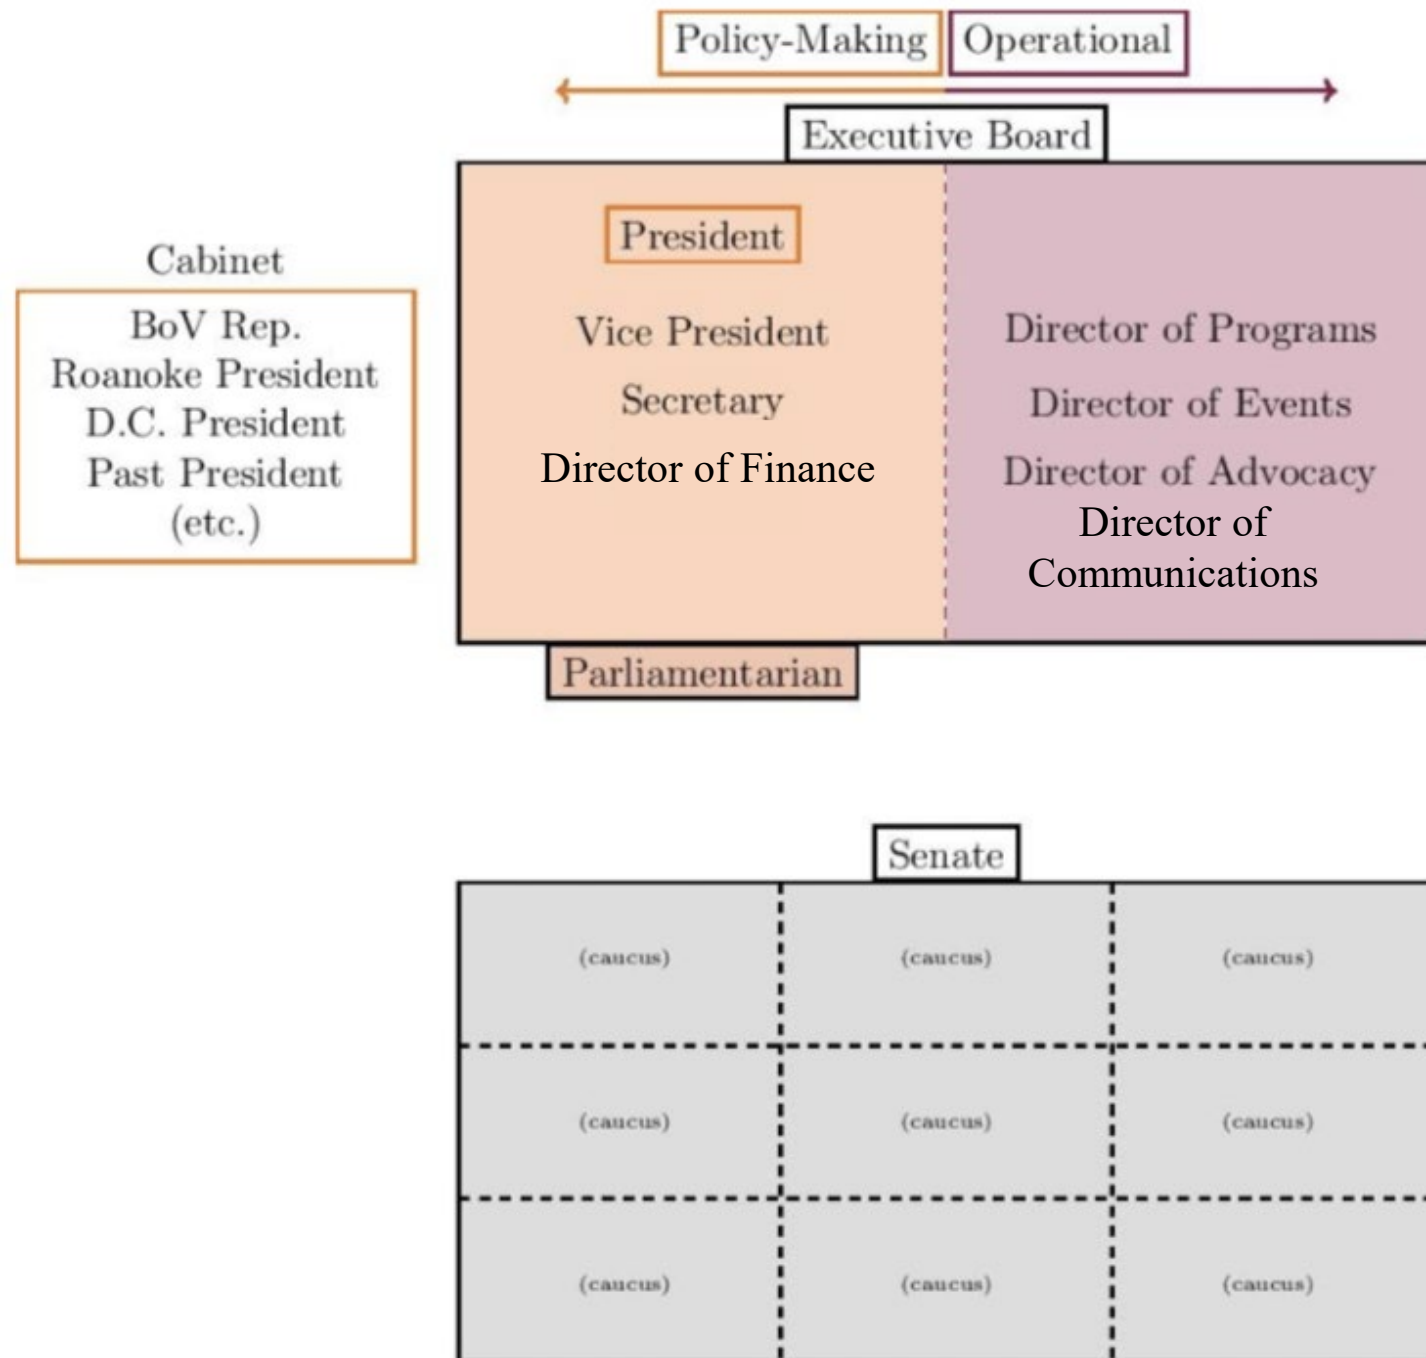 Policy-Making
Operational
Executive Board
Cabinet
BoV Rep.
Roanoke President
D.C. President
Past President
(etc.)
President
Vice President
Secretary
Director of Finance
Director of Programs
Director of Events
Director of Advocacy
Director of
Communications
Parliamentarian
Senate
(caucus)
(caucus)
(caucus)
(caucus)
(caucus)
(caucus)
(caucus)
(caucus)
(caucus)